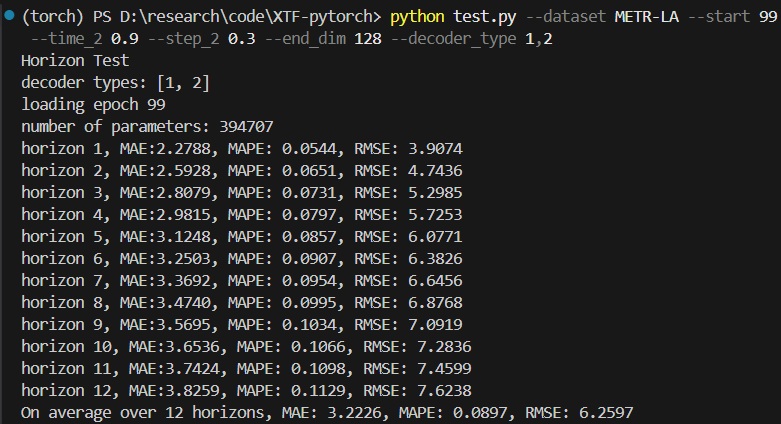 (torch) PS D:\research\code\XTF-pytorch> python test.py --dataset METR-LA --start 99
--time_2 0.9 --step_2 0.3 --end_dim 128 --decoder_type 1,2
Horizon Test
decoder types: [1, 2]
loading epoch 99
number of parameters: 394707
horizon 1, MAE:2.2788, MAPE: 0.0544, RMSE: 3.9074
horizon 2, MAE:2.5928, MAPE: 0.0651, RMSE: 4.7436
horizon 3, MAE:2.8079, MAPE: 0.0731, RMSE: 5.2985
horizon 4, MAE:2.9815, MAPE: 0.0797, RMSE: 5.7253
horizon 5, MAE:3.1248, MAPE: 0.0857, RMSE: 6.0771
horizon 6, MAE:3.2503, MAPE: 0.0907, RMSE: 6.3826
horizon 7, MAE:3.3692, MAPE: 0.0954, RMSE: 6.6456
horizon 8, MAE:3.4740, MAPE: 0.0995, RMSE: 6.8768
horizon 9, MAE:3.5695, MAPE: 0.1034, RMSE: 7.0919
horizon 10, MAE:3.6536, MAPE: 0.1066, RMSE: 7.2836
horizon 11, MAE:3.7424, MAPE: 0.1098, RMSE: 7.4599
horizon 12, MAE:3.8259, MAPE: 0.1129, RMSE: 7.6238
On average over 12 horizons, MAE: 3.2226, MAPE: 0.0897, RMSE: 6.2597